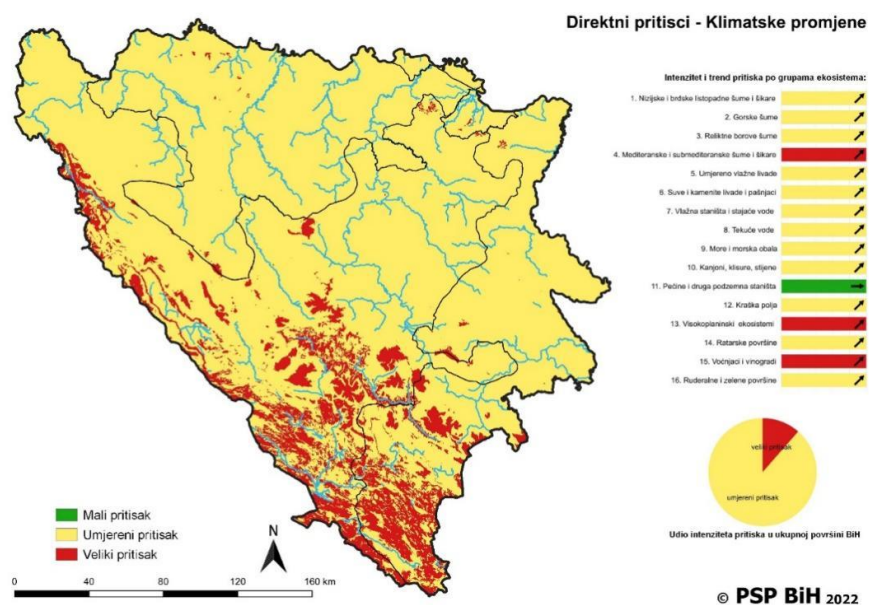 Direktni pritisci - Klimatske promjene
Intenzitet i trend pritiska po grupama ekosistema:
1. Nizijske i brdske listopadne šume i šikare
2. Gorske šume
3. Reliktne borove šume
4. Mediteranske i submediteranske šume i šikare
5. Umjereno vlažne livade
6. Suve i kamenite livade i pašnjaci
7. Vlažna staništa i stajaće vode
8. Tekuće vode
9. More i morska obala
10. Kanjoni, klisure, stijene
11. Pećine i druga podzemna staništa
12. Kraška polja
13. Visokoplaninski ekosistemi
14. Ratarske površine
15. Voćnjaci i vinogradi
16. Ruderalne i zelene površine
veliki pritisak
umjereni pritisak
Udio inteziteta pritiska u ukupnoj površini BiH
Mali pritisak
Umjereni pritisak
Veliki pritisak
N
0 40 80 120 160 km
© PSP BiH 2022